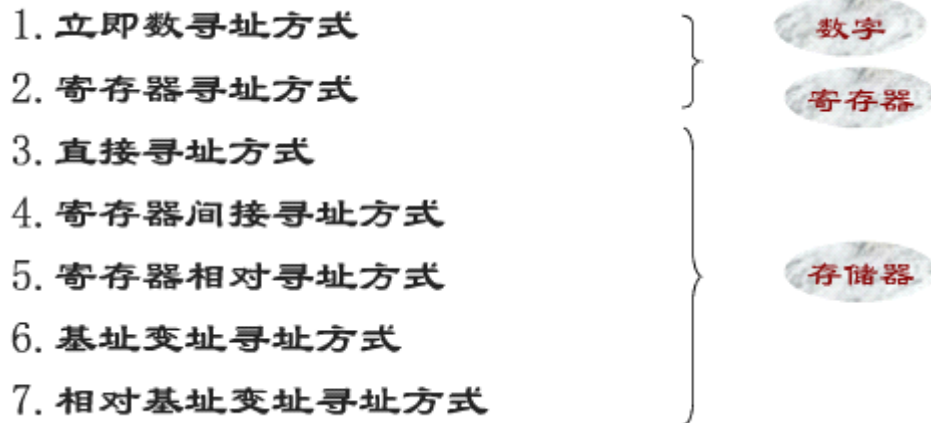 1. 立即数寻址方式 数字
2. 寄存器寻址方式 寄存器
3. 直接寻址方式
4. 寄存器间接寻址方式
5. 寄存器相对寻址方式 存储器
6. 基址变址寻址方式
7. 相对基址变址寻址方式